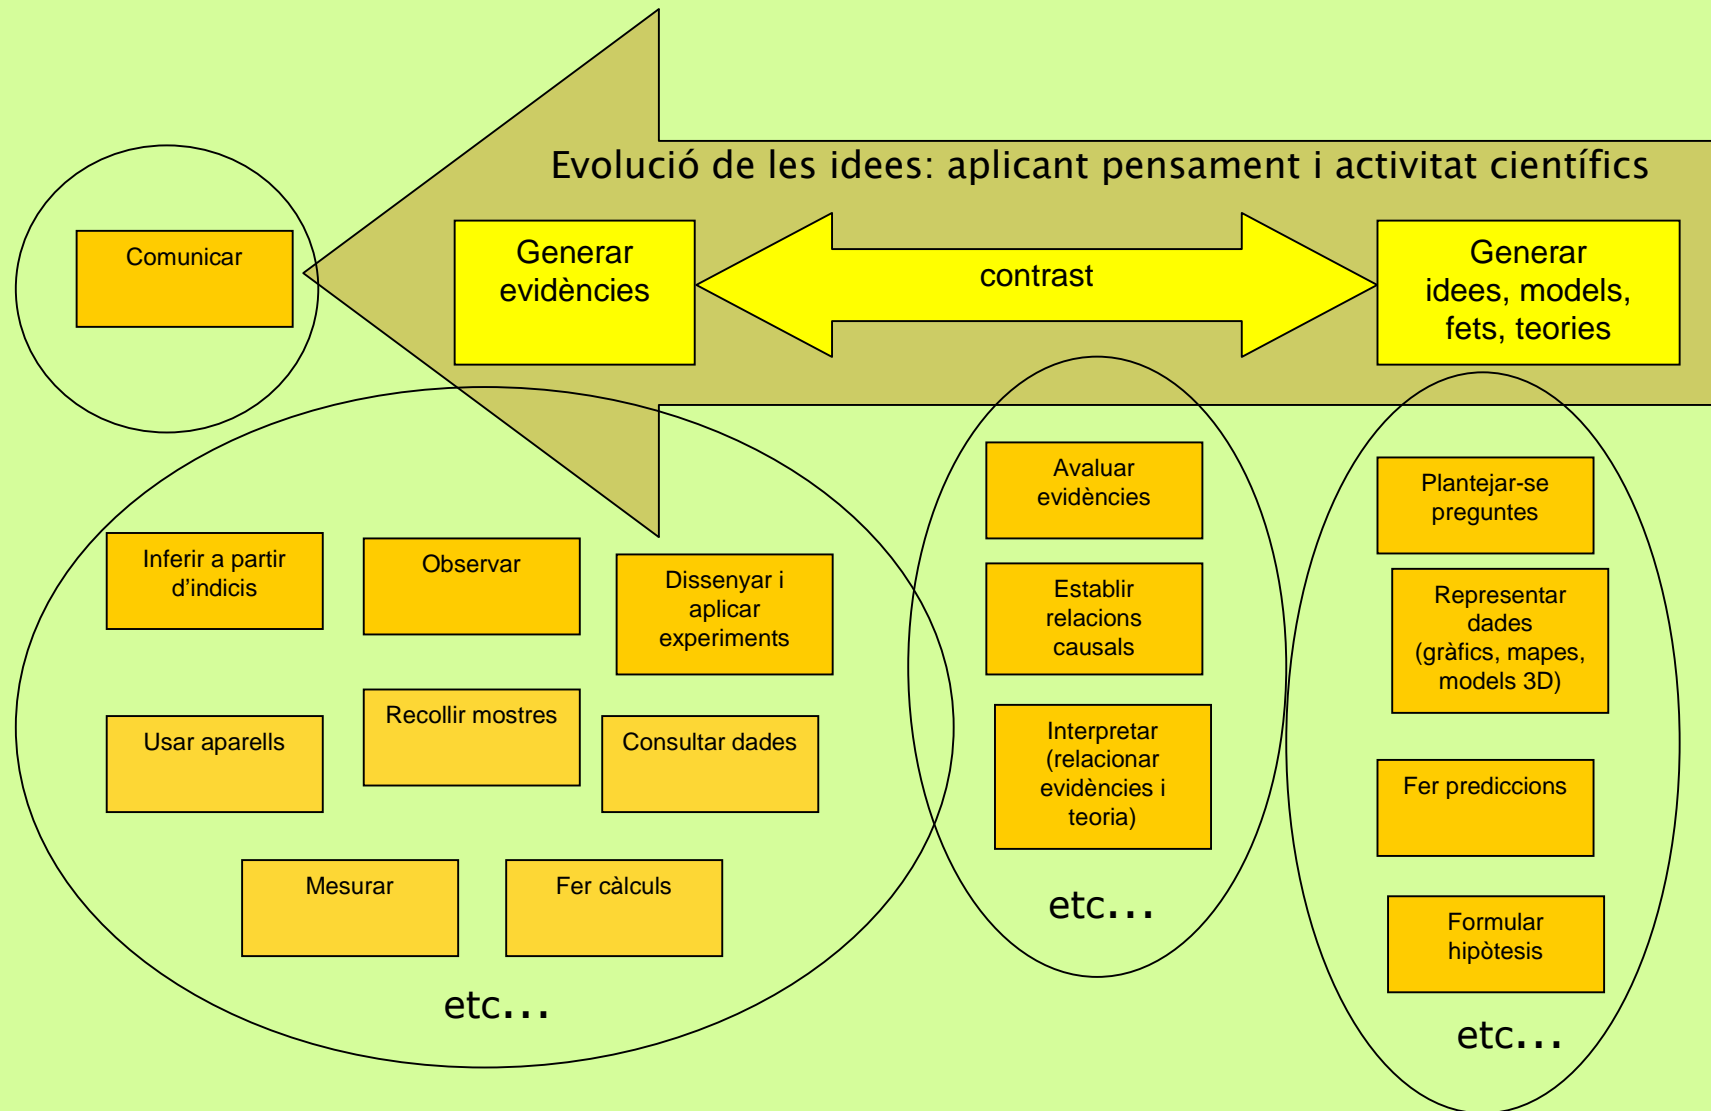 Evolució de les idees: aplicant pensament i activitat científics
Comunicar
Generar
evidències
contrast
Generar
idees, models,
fets, teories
Inferir a partir
d’indicis
Observar
Dissenyar i
aplicar
experiments
Usar aparells
Recollir mostres
Consultar dades
Mesurar
Fer càlculs
etc...
Avaluar
evidències
Establir
relacions
causals
Interpretar
(relacionar
evidències i
teoria)
etc...
Plantejar-se
preguntes
Representar
dades
(gràfics, mapes,
models 3D)
Fer prediccions
Formular
hipòtesis
etc...